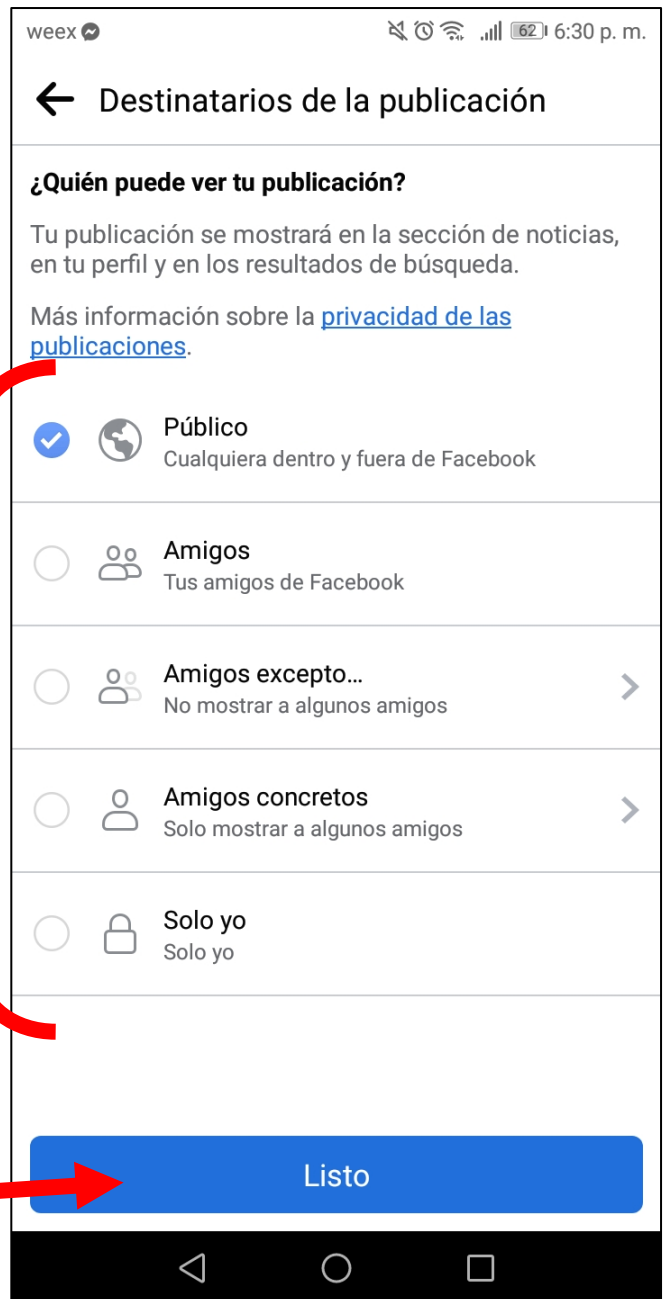 weex 62 6:30 p. m.
Destinatarios de la publicación
¿Quién puede ver tu publicación?
Tu publicación se mostrará en la sección de noticias,
en tu perfil y en los resultados de búsqueda.
Más información sobre la privacidad de las
publicaciones.
Público
Cualquiera dentro y fuera de Facebook
Amigos
Tus amigos de Facebook
Amigos excepto...
No mostrar a algunos amigos
Amigos concretos
Solo mostrar a algunos amigos
Solo yo
Solo yo
Listo